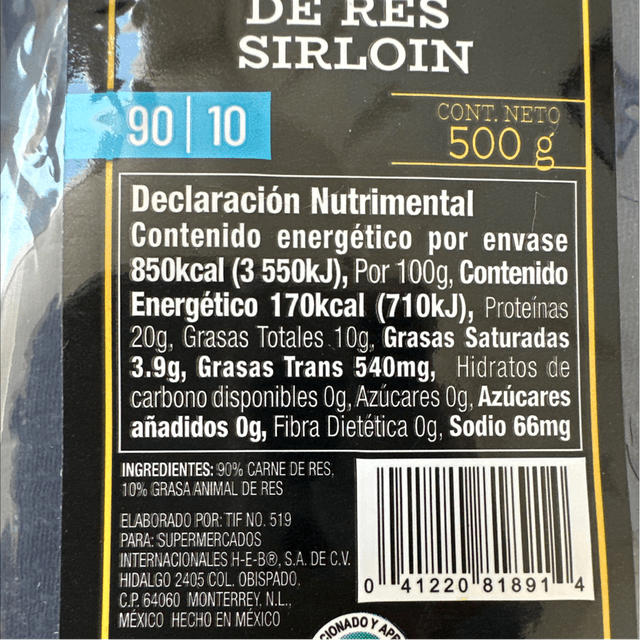 DE RES
SIRLOIN
90 | 10
CONT. NETO
500 g
Declaración Nutrimental
Contenido energético por envase
850kcal (3 550kJ), Por 100g, Contenido
Energético 170kcal (710kJ), Proteínas
20g, Grasas Totales 10g, Grasas Saturadas
3.9g, Grasas Trans 540mg, Hidratos de
carbono disponibles 0g, Azúcares 0g, Azúcares
añadidos 0g, Fibra Dietética 0g, Sodio 66mg
INGREDIENTES: 90% CARNE DE RES,
10% GRASA ANIMAL DE RES
ELABORADO POR: TIF NO. 519
PARA: SUPERMERCADOS
INTERNACIONALES H-E-B®, S.A. DE C.V.
HIDALGO 2405 COL. OBISPADO,
C.P. 64060 MONTERREY, N.L.,
MÉXICO HECHO EN MÉXICO
0 41220 81891 4